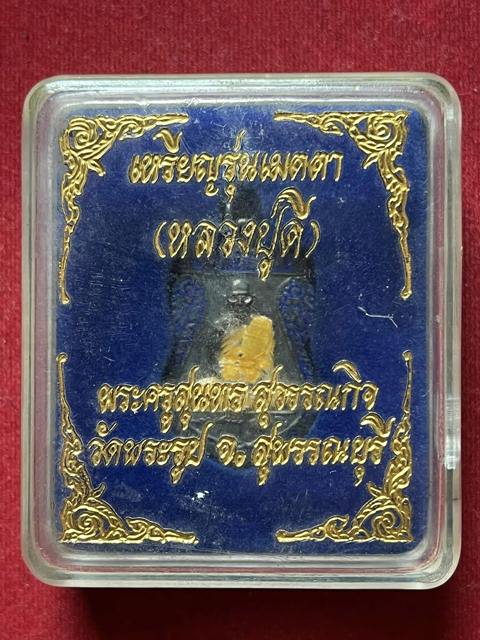 เหรียญรุ่นเมตตา
(หลวงปู่ดี)
พระครูสุนทร สุวรรณกิจ
วัดพระรูป จ. สุพรรณบุรี